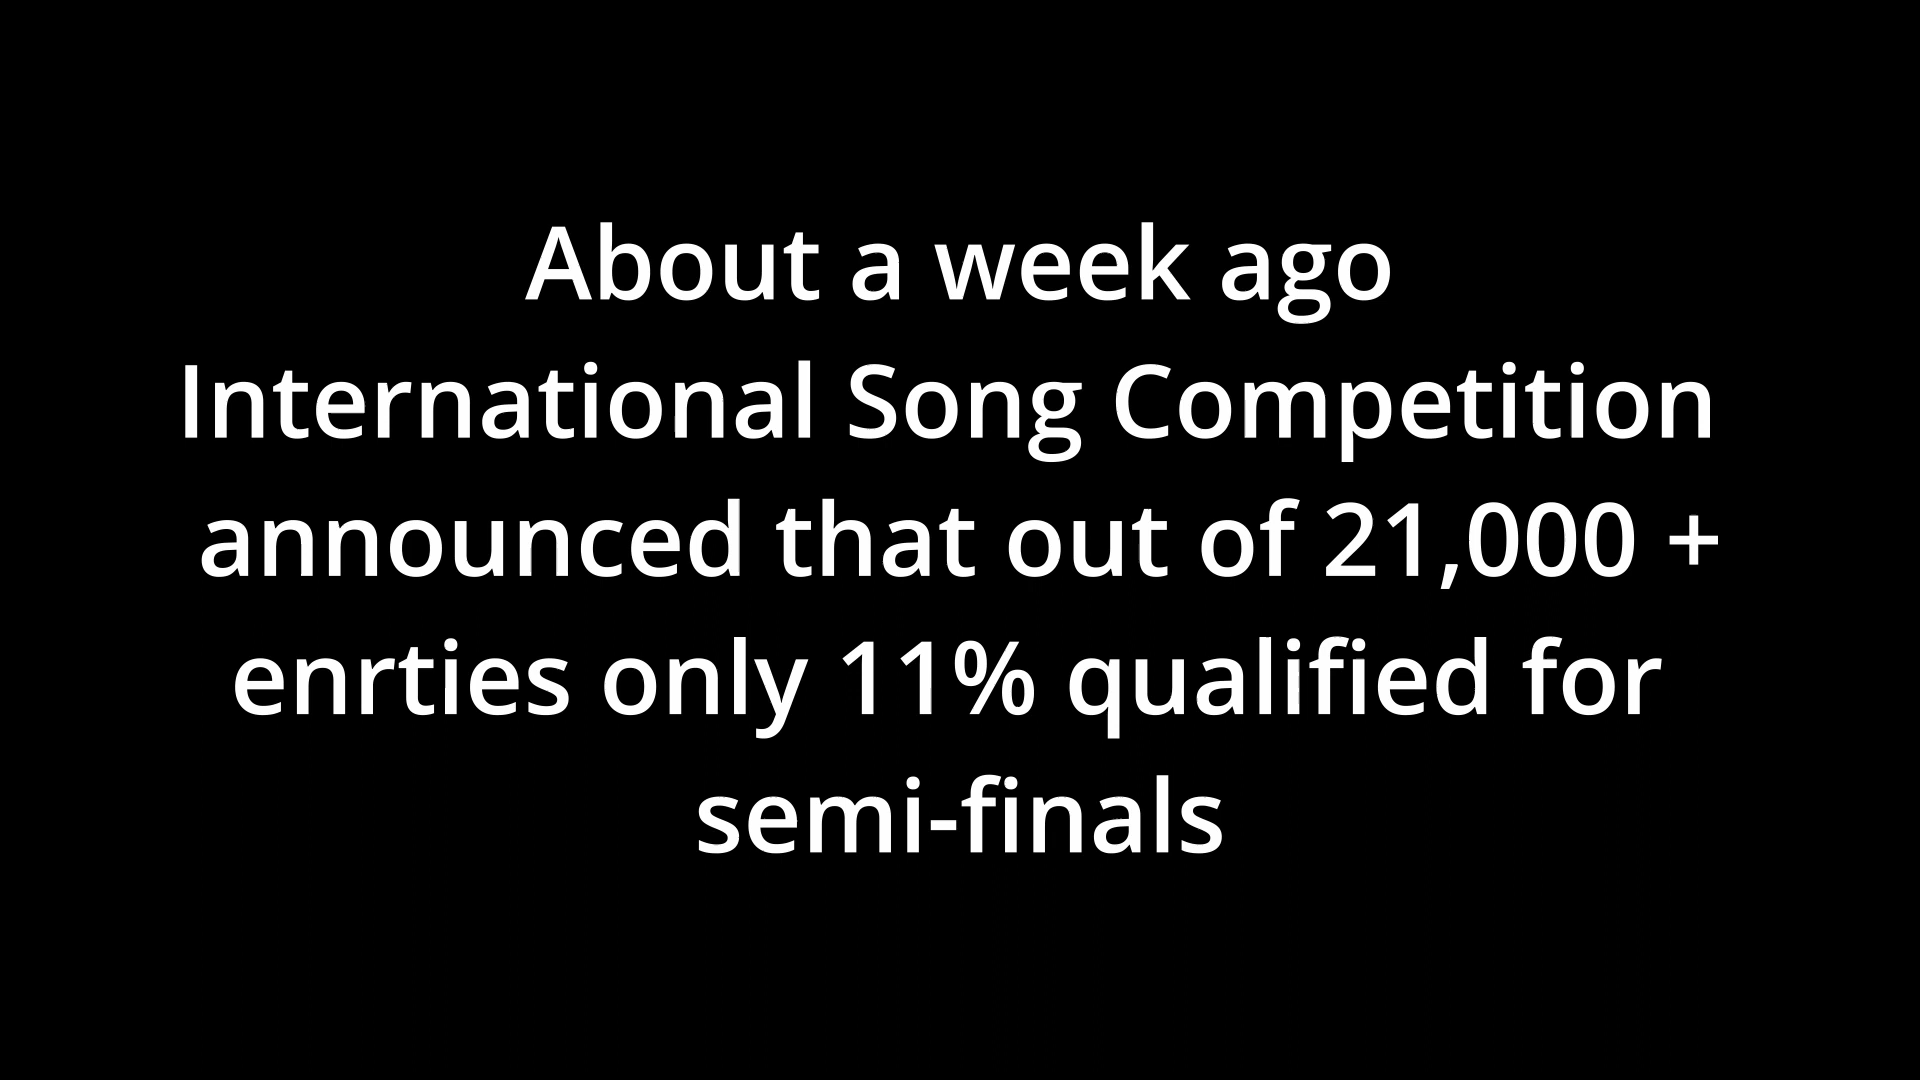 About a week ago
International Song Competition
announced that out of 21,000 +
enrties only 11% qualified for
semi-finals